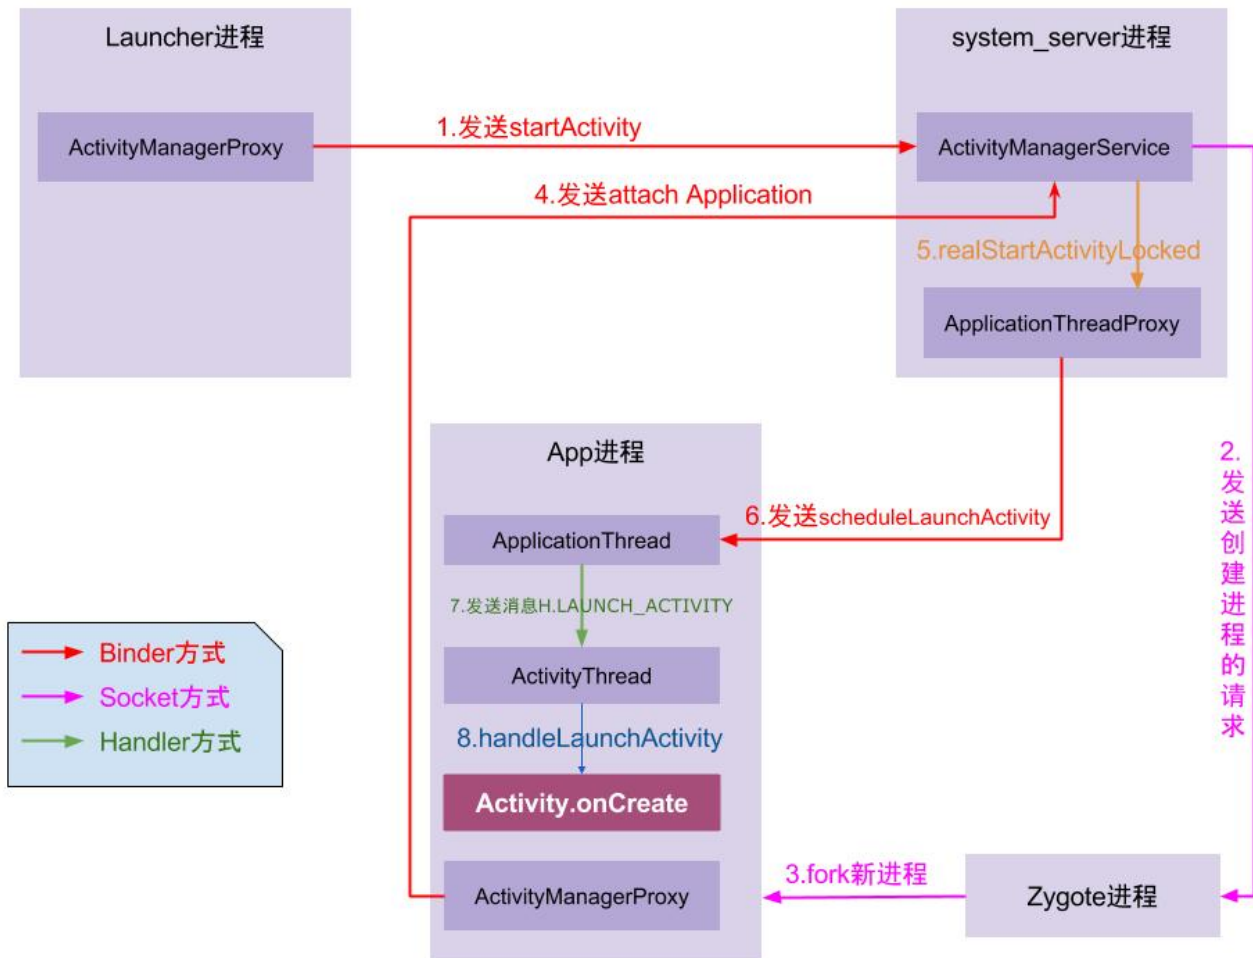 Launcher进程
system_server进程
ActivityManagerProxy
1.发送startActivity
ActivityManagerService
4.发送attach Application
5.realStartActivityLocked
ApplicationThreadProxy
App进程
2.
发
送
创
建
进
程
的
请
求
6.发送scheduleLaunchActivity
ApplicationThread
7.发送消息H.LAUNCH_ACTIVITY
Binder方式
ActivityThread
Socket方式
8.handleLaunchActivity
Handler方式
Activity.onCreate
3.fork新进程
ActivityManagerProxy
Zygote进程